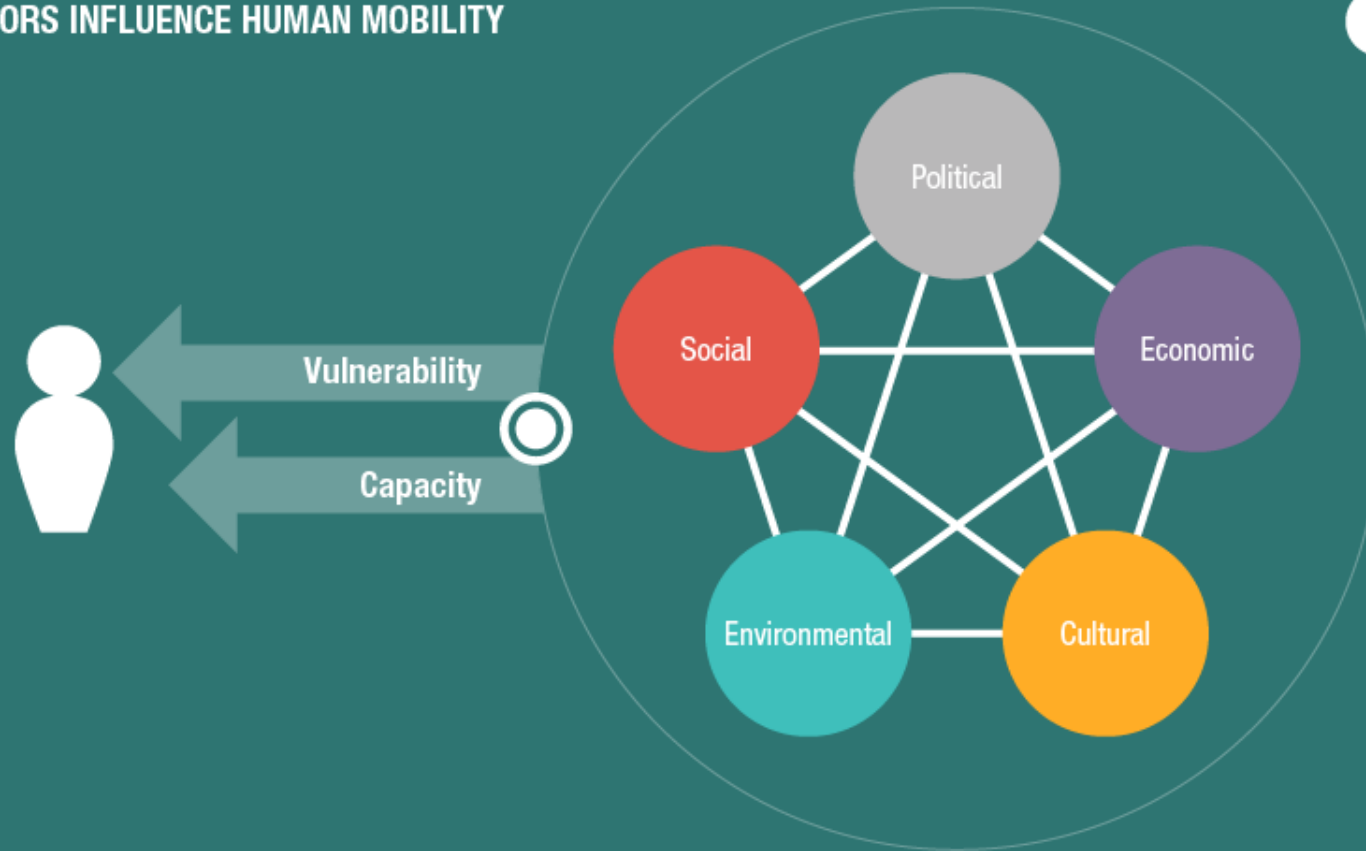 ORS INFLUENCE HUMAN MOBILITY
Political
Social
Economic
Vulnerability
Capacity
Environmental
Cultural